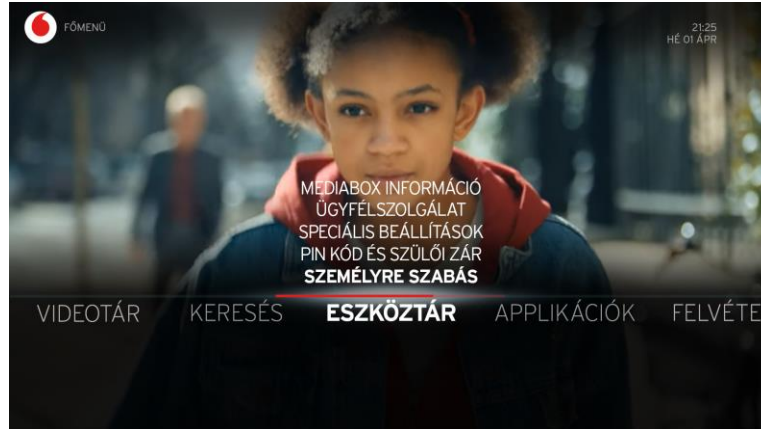 FŐMENÜ
21:25
HÉ 01 ÁPR
MEDIABOX INFORMÁCIÓ
ÜGYFÉLSZOLGÁLAT
SPECIÁLIS BEÁLLÍTÁSOK
PIN KÓD ÉS SZÜLŐI ZÁR
SZEMÉLYRE SZABÁS
VIDEOTÁR KERESÉS ESZKÖZTÁR APPLIKÁCIÓK FELVÉTE